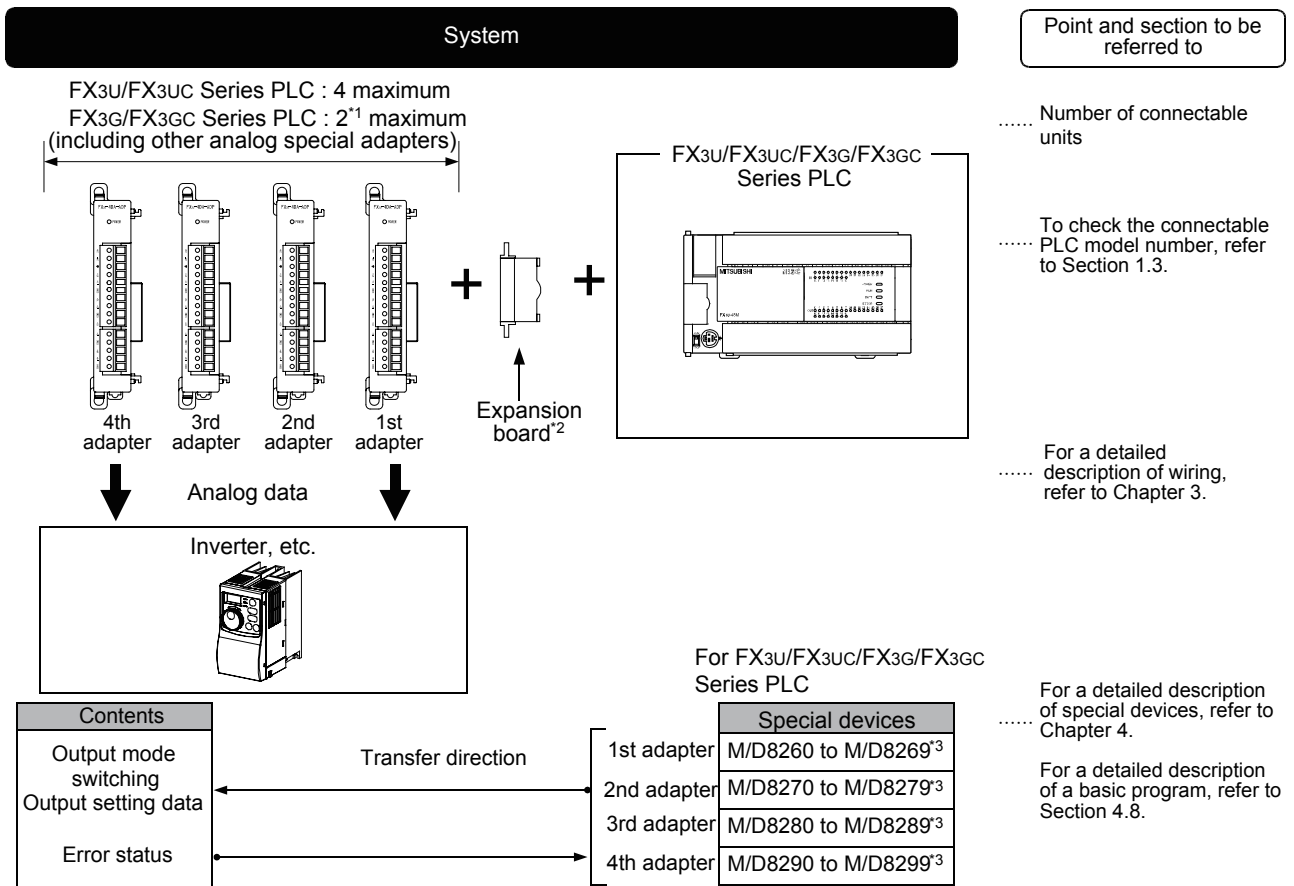 System
Point and section to be
referred to
FX3U/FX3UC Series PLC : 4 maximum
FX3G/FX3GC Series PLC : 2*1 maximum
(including other analog special adapters)
...... Number of connectable
units
FX3U/FX3UC/FX3G/FX3GC
Series PLC
To check the connectable
...... PLC model number, refer
to Section 1.3.
MITSUBISHI
4th
adapter
3rd
adapter
2nd
adapter
1st
adapter
Expansion
board*2
For a detailed
...... description of wiring,
refer to Chapter 3.
Analog data
Inverter, etc.
For FX3U/FX3UC/FX3G/FX3GC
Series PLC
For a detailed description
...... of special devices, refer to
Chapter 4.
For a detailed description
of a basic program, refer to
Section 4.8.
Contents
Output mode
switching
Output setting data
Error status
Transfer direction
Special devices
1st adapter M/D8260 to M/D8269*3
2nd adapter M/D8270 to M/D8279*3
3rd adapter M/D8280 to M/D8289*3
4th adapter M/D8290 to M/D8299*3